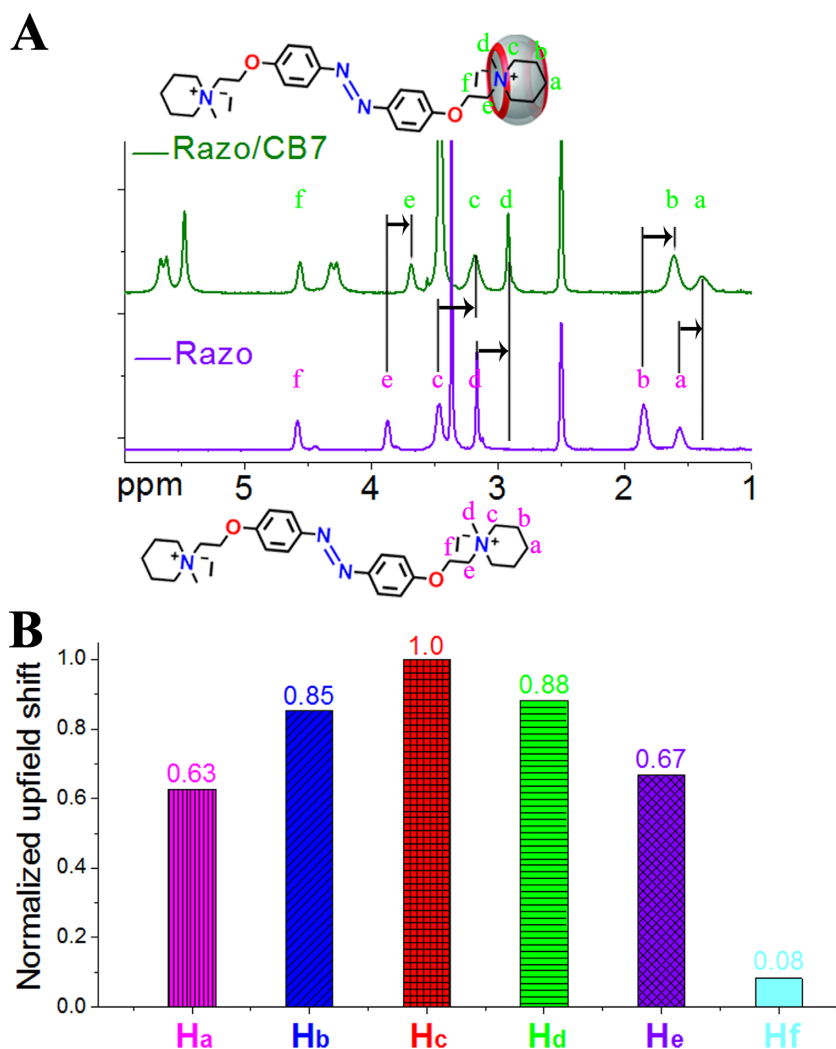 A
O
N
N
O
N
+
−I
d
c
b
a
f
e
I−
N
+
Razo/CB7
f
e
c
d
b
a
Razo
f
e
c
d
b
a
ppm
5
4
3
2
1
N
+
−I
O
N
N
O
d
c
b
a
f
e
I−
N
+
B
Normalized upfield shift
1.0
0.8
0.6
0.4
0.2
0.0
0.63
0.85
1.0
0.88
0.67
0.08
Ha
Hb
Hc
Hd
He
Hf